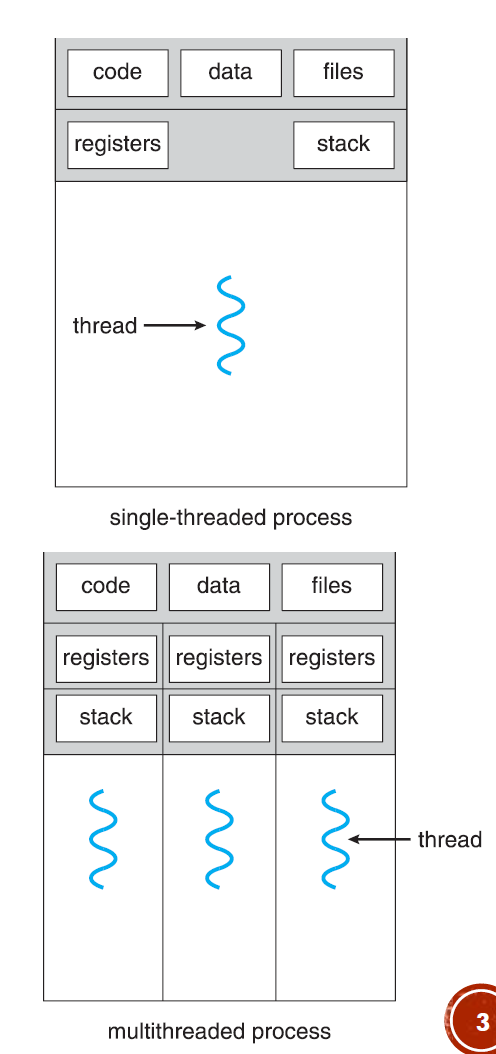 code data files
registers stack
thread
single-threaded process
code data files
registers registers registers
stack stack stack
thread
multithreaded process
3